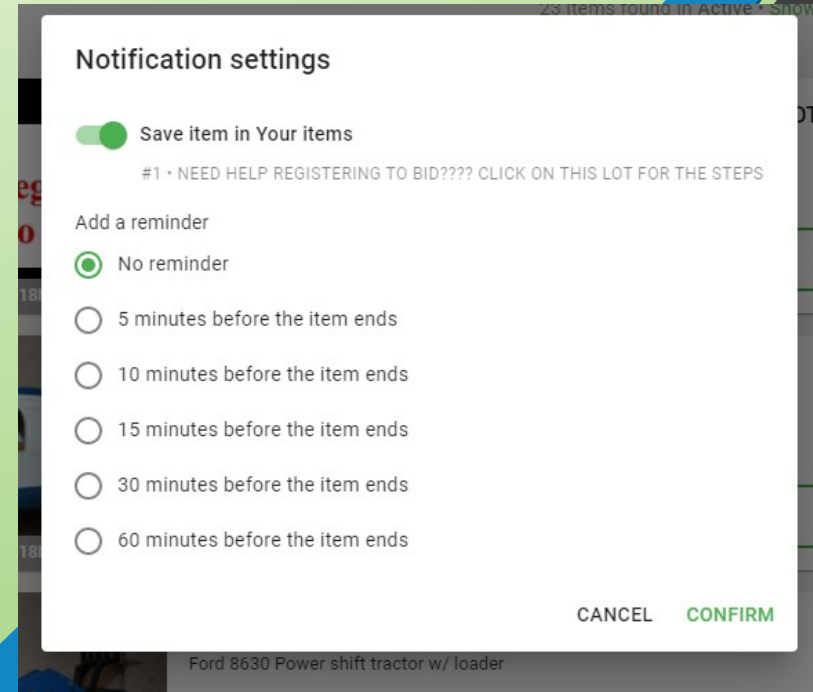 23 items found in Active • Show
Notification settings
Save item in Your items
#1 • NEED HELP REGISTERING TO BID???? CLICK ON THIS LOT FOR THE STEPS
Add a reminder
No reminder
5 minutes before the item ends
10 minutes before the item ends
15 minutes before the item ends
30 minutes before the item ends
60 minutes before the item ends
CANCEL CONFIRM
Ford 8630 Power shift tractor w/ loader